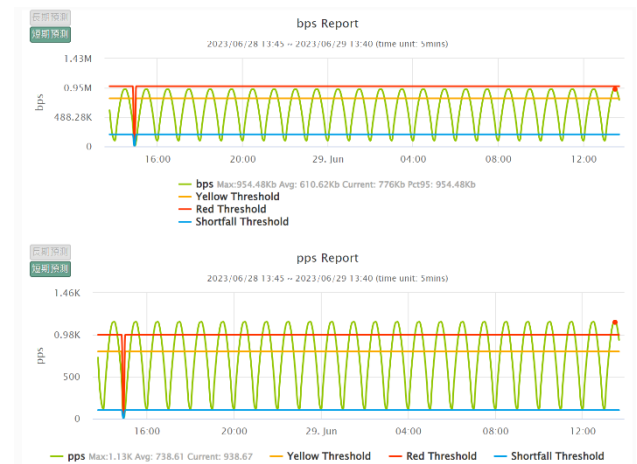 長期預測
短期預測
bps Report
2023/06/28 13:45 ~ 2023/06/29 13:40 (time unit: 5mins)
1.43M
0.95M
488.28K
0
bps
16:00
20:00
29. Jun
04:00
08:00
12:00
bps Max:954.48Kb Avg: 610.62Kb Current: 776Kb Pct95: 954.48Kb
Yellow Threshold
Red Threshold
Shortfall Threshold
長期預測
短期預測
pps Report
2023/06/28 13:45 ~ 2023/06/29 13:40 (time unit: 5mins)
1.46K
0.98K
500
0
pps
16:00
20:00
29. Jun
04:00
08:00
12:00
pps Max:1.13K Avg: 738.61 Current: 938.67 Yellow Threshold Red Threshold Shortfall Threshold